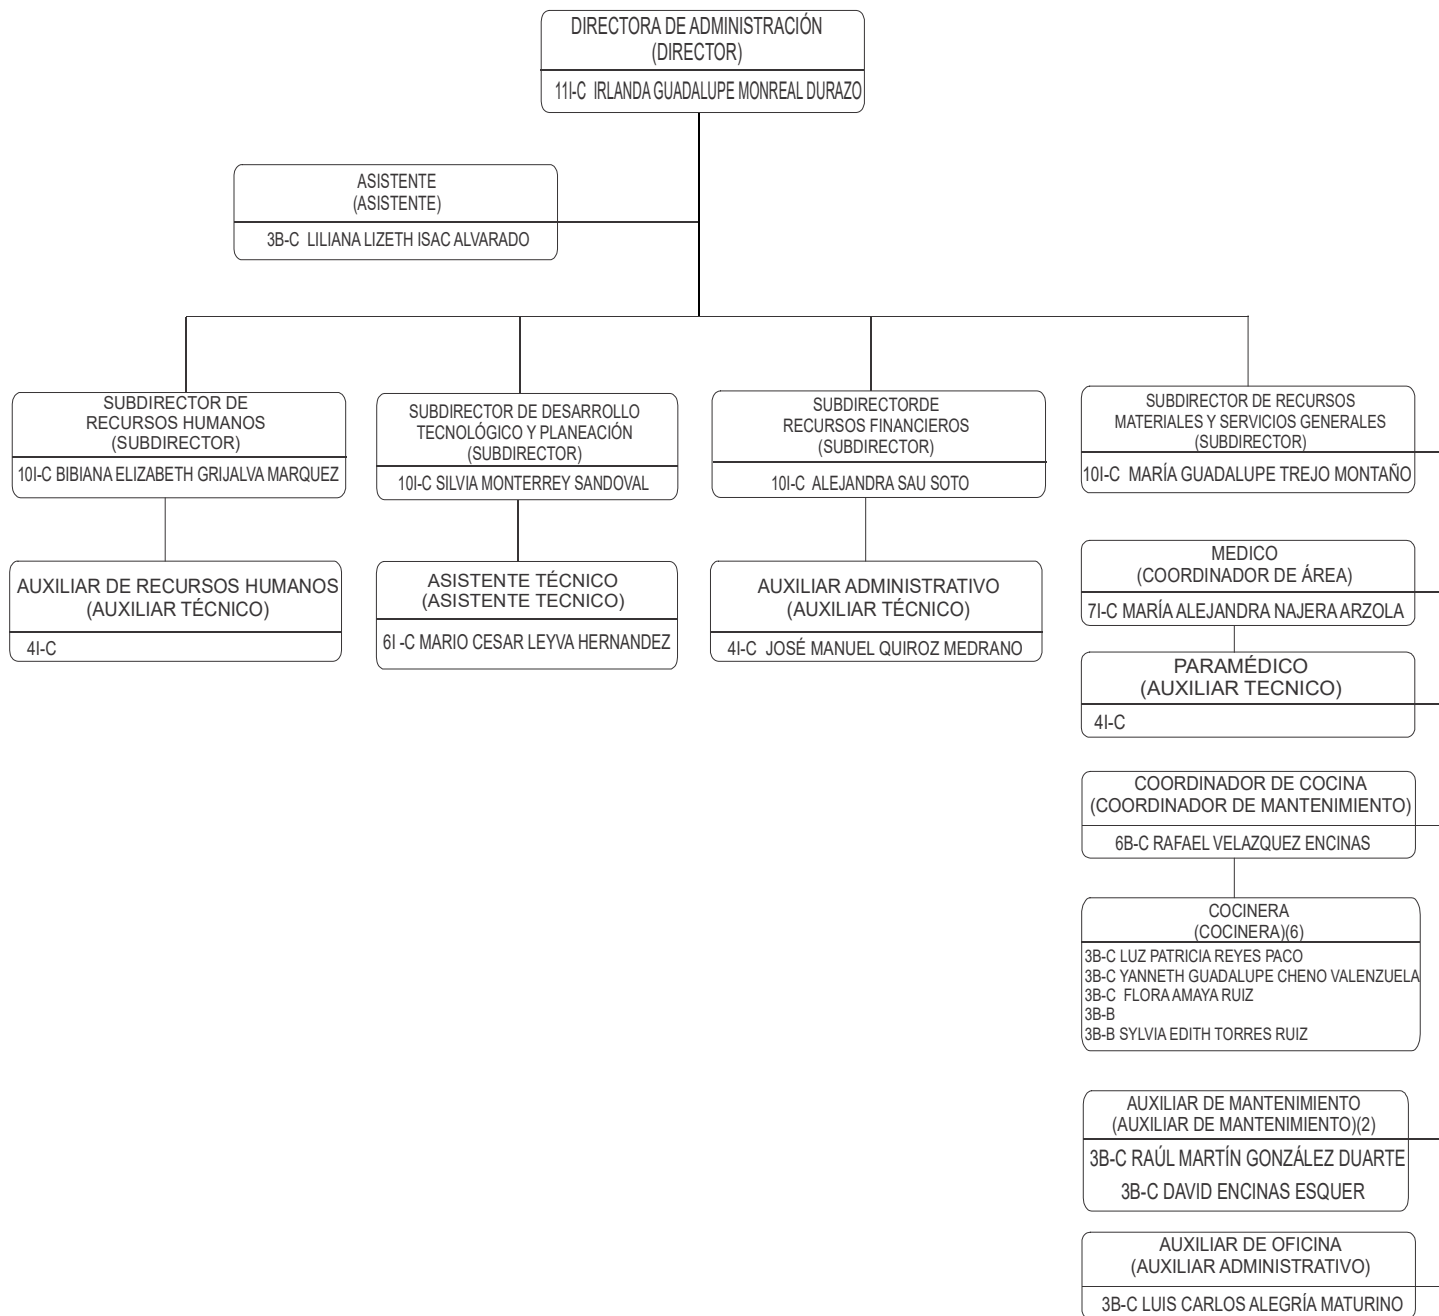 DIRECTORA DE ADMINISTRACIÓN
(DIRECTOR)
11I-C IRLANDA GUADALUPE MONREAL DURAZO
ASISTENTE
(ASISTENTE)
3B-C LILIANA LIZETH ISAC ALVARADO
SUBDIRECTOR DE
RECURSOS HUMANOS
(SUBDIRECTOR)
10I-C BIBIANA ELIZABETH GRIJALVA MARQUEZ
SUBDIRECTOR DE DESARROLLO
TECNOLÓGICO Y PLANEACIÓN
(SUBDIRECTOR)
10I-C SILVIA MONTERREY SANDOVAL
SUBDIRECTORDE
RECURSOS FINANCIEROS
(SUBDIRECTOR)
10I-C ALEJANDRA SAU SOTO
SUBDIRECTOR DE RECURSOS
MATERIALES Y SERVICIOS GENERALES
(SUBDIRECTOR)
10I-C MARÍA GUADALUPE TREJO MONTAÑO
AUXILIAR DE RECURSOS HUMANOS
(AUXILIAR TÉCNICO)
4I-C
ASISTENTE TÉCNICO
(ASISTENTE TECNICO)
6I -C MARIO CESAR LEYVA HERNANDEZ
AUXILIAR ADMINISTRATIVO
(AUXILIAR TÉCNICO)
4I-C JOSÉ MANUEL QUIROZ MEDRANO
MEDICO
(COORDINADOR DE ÁREA)
7I-C MARÍA ALEJANDRA NAJERA ARZOLA
PARAMÉDICO
(AUXILIAR TECNICO)
4I-C
COORDINADOR DE COCINA
(COORDINADOR DE MANTENIMIENTO)
6B-C RAFAEL VELAZQUEZ ENCINAS
COCINERA
(COCINERA)(6)
3B-C LUZ PATRICIA REYES PACO
3B-C YANNETH GUADALUPE CHENO VALENZUELA
3B-C FLORA AMAYA RUIZ
3B-B
3B-B SYLVIA EDITH TORRES RUIZ
AUXILIAR DE MANTENIMIENTO
(AUXILIAR DE MANTENIMIENTO)(2)
3B-C RAÚL MARTÍN GONZÁLEZ DUARTE
3B-C DAVID ENCINAS ESQUER
AUXILIAR DE OFICINA
(AUXILIAR ADMINISTRATIVO)
3B-C LUIS CARLOS ALEGRÍA MATURINO